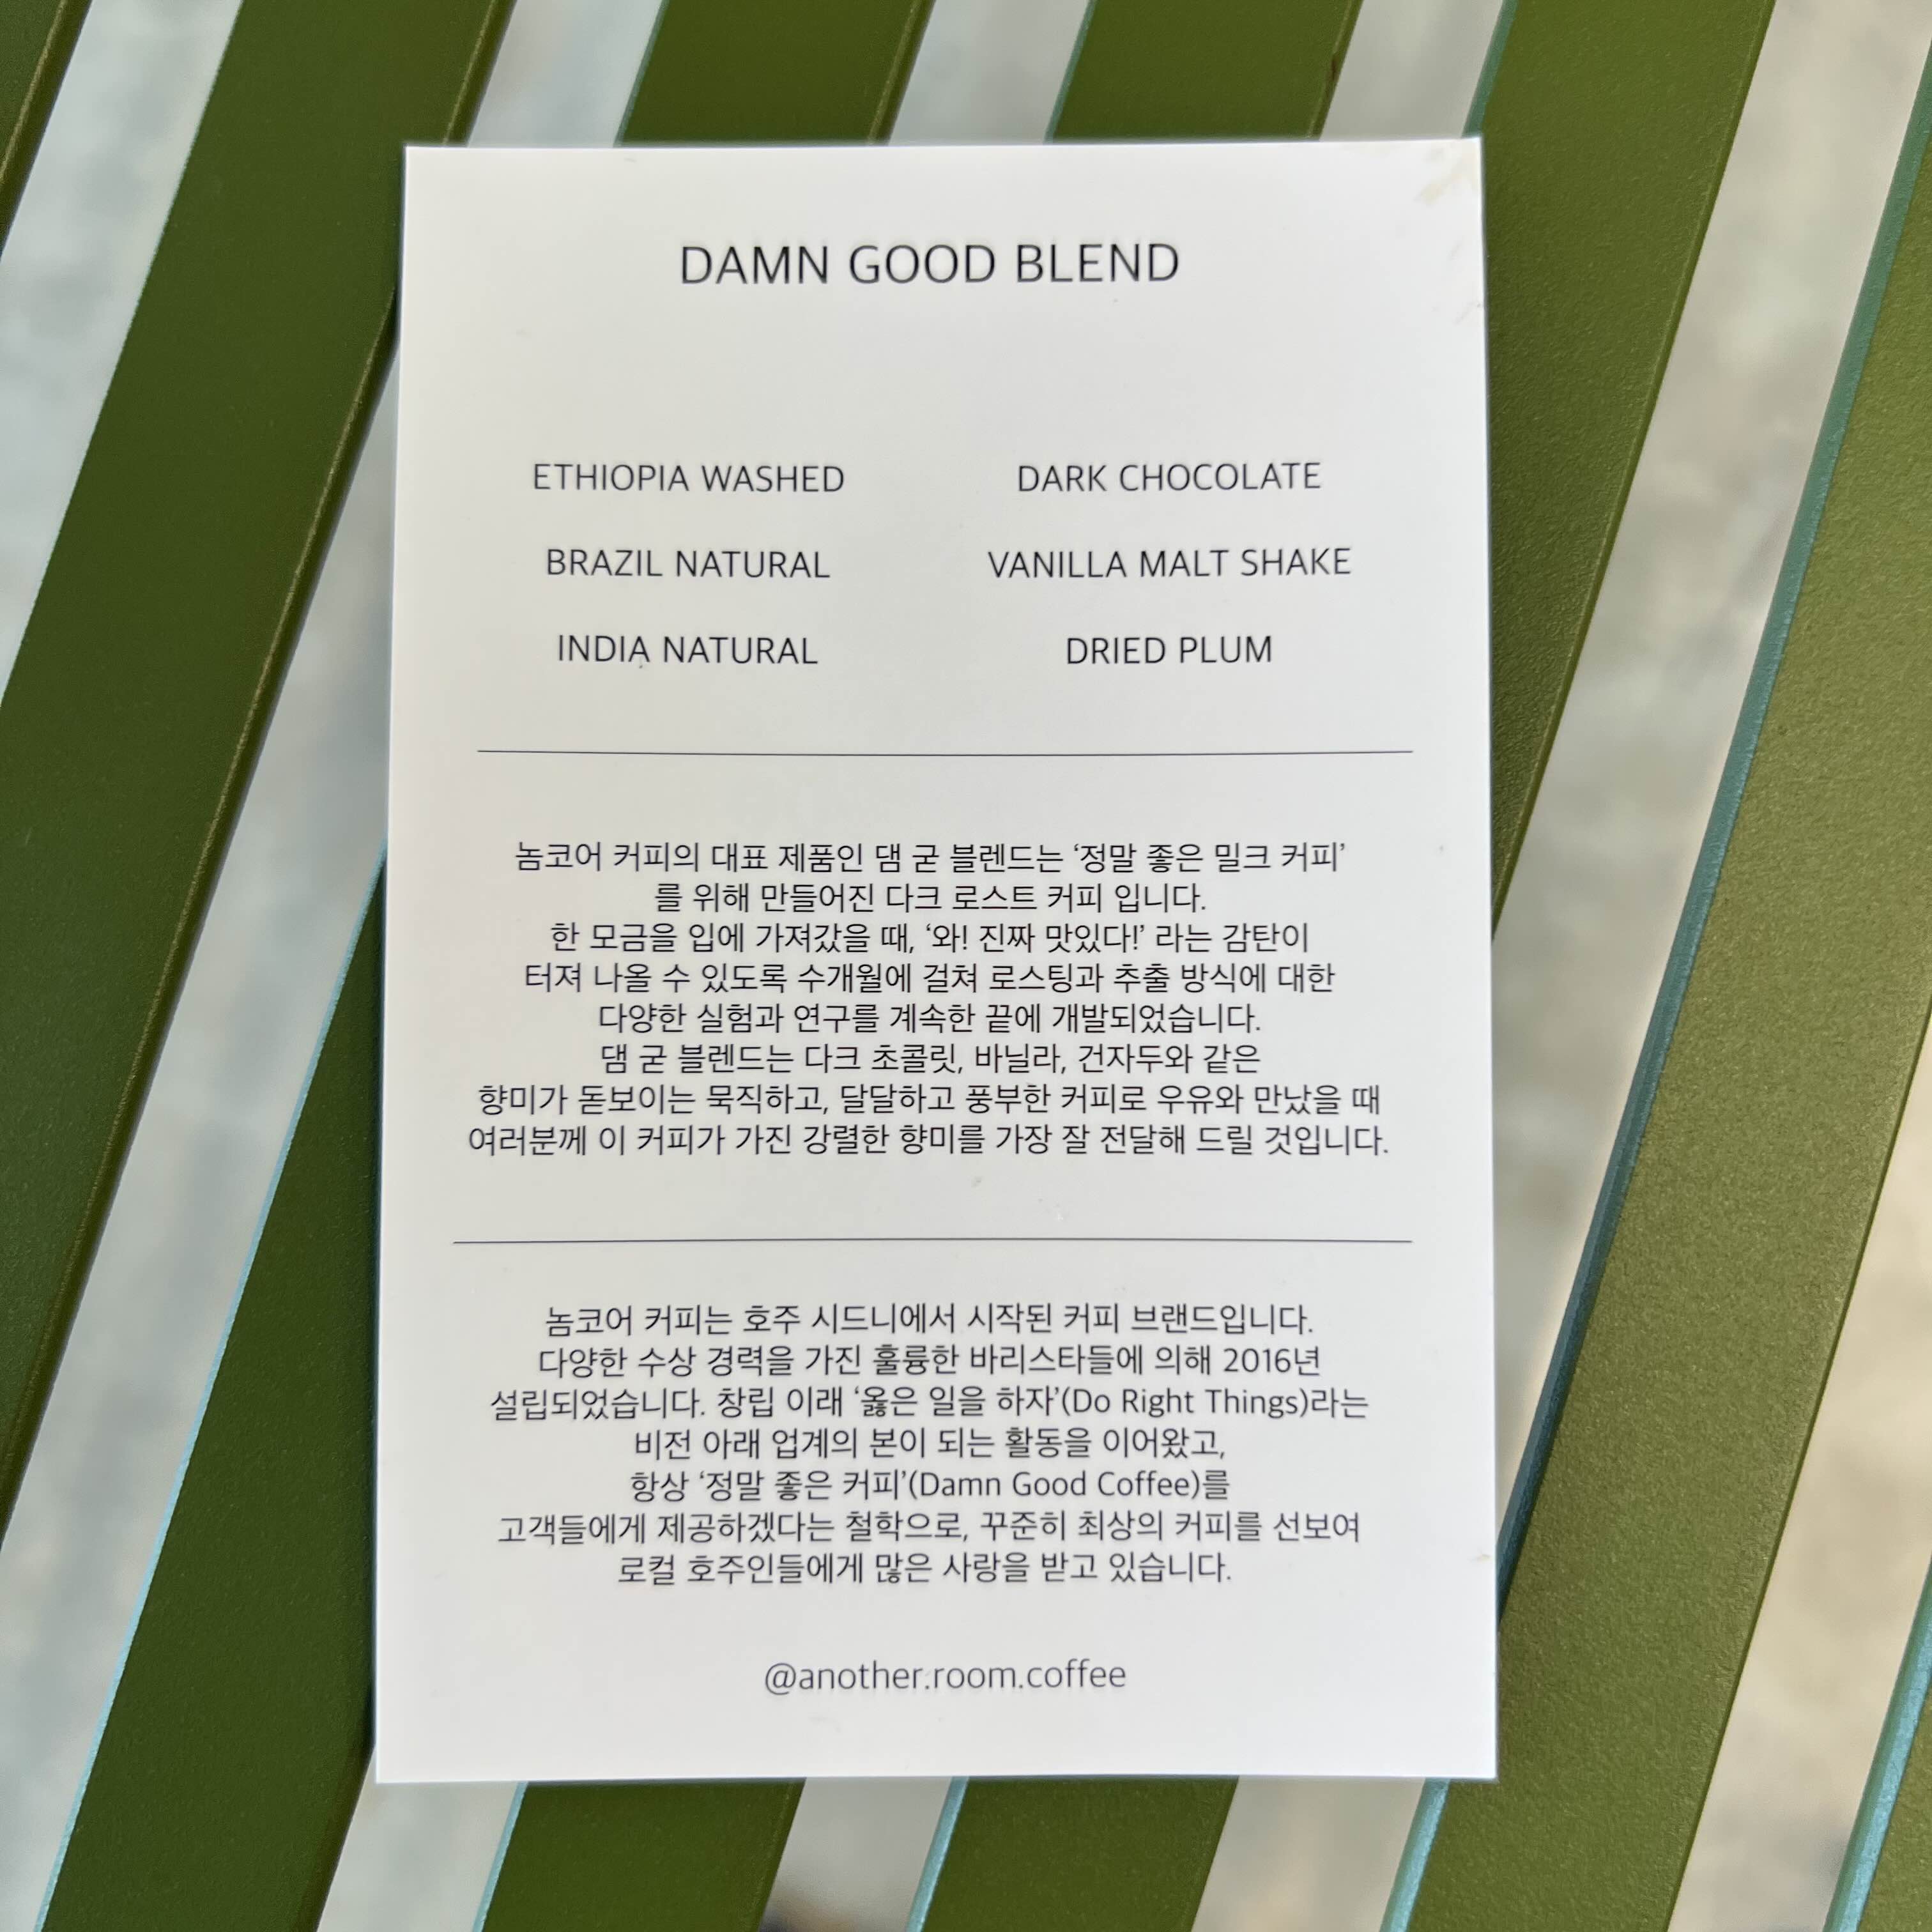 DAMN GOOD BLEND
ETHIOPIA WASHED DARK CHOCOLATE
BRAZIL NATURAL VANILLA MALT SHAKE
INDIA NATURAL DRIED PLUM
놈코어 커피의 대표 제품인 댐 굳 블렌드는 ‘정말 좋은 밀크 커피’
를 위해 만들어진 다크 로스트 커피 입니다.
한 모금을 입에 가져갔을 때, ‘와! 진짜 맛있다!’ 라는 감탄이
터져 나올 수 있도록 수개월에 걸쳐 로스팅과 추출 방식에 대한
다양한 실험과 연구를 계속한 끝에 개발되었습니다.
댐 굳 블렌드는 다크 초콜릿, 바닐라, 건자두와 같은
향미가 돋보이는 묵직하고, 달달하고 풍부한 커피로 우유와 만났을 때
여러분께 이 커피가 가진 강렬한 향미를 가장 잘 전달해 드릴 것입니다.
놈코어 커피는 호주 시드니에서 시작된 커피 브랜드입니다.
다양한 수상 경력을 가진 훌륭한 바리스타들에 의해 2016년
설립되었습니다. 창립 이래 ‘옳은 일을 하자’(Do Right Things)라는
비전 아래 업계의 본이 되는 활동을 이어왔고,
항상 ‘정말 좋은 커피’(Damn Good Coffee)를
고객들에게 제공하겠다는 철학으로, 꾸준히 최상의 커피를 선보여
로컬 호주인들에게 많은 사랑을 받고 있습니다.
@another.room.coffee